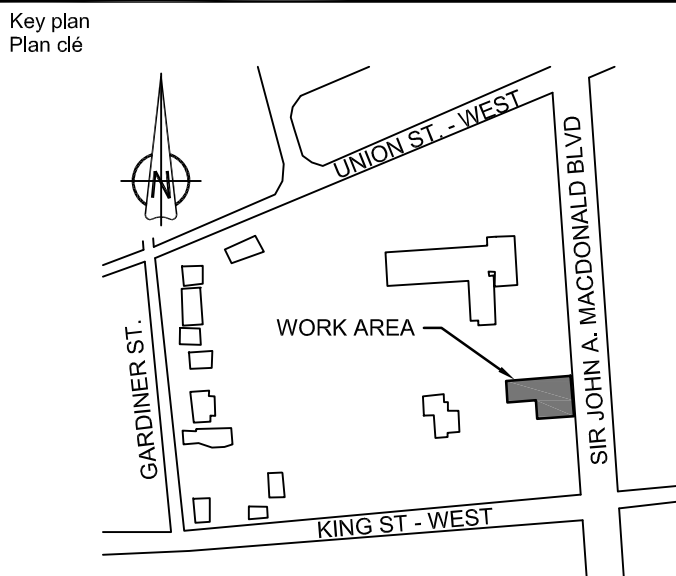 Key plan
Plan clé
N
UNION ST. - WEST
SIR JOHN A. MACDONALD BLVD
WORK AREA
GARDINER ST.
KING ST - WEST